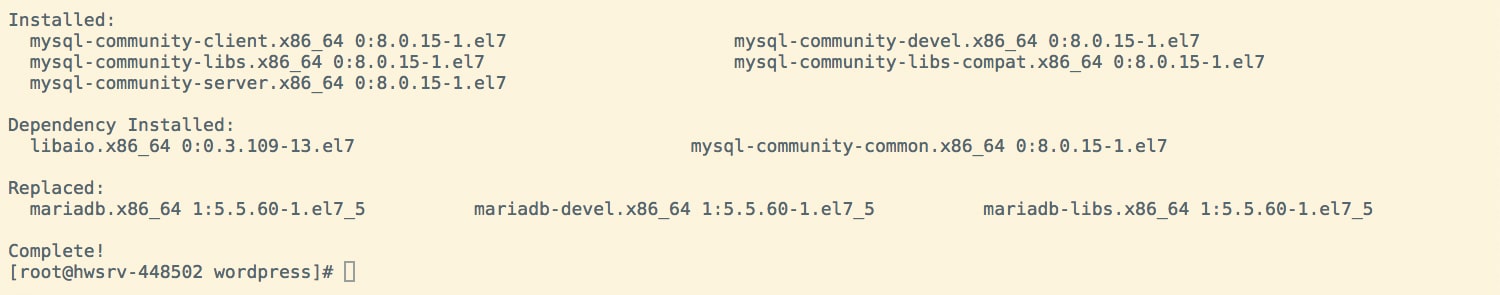 Installed:
mysql-community-client.x86_64 0:8.0.15-1.el7 mysql-community-devel.x86_64 0:8.0.15-1.el7
mysql-community-libs.x86_64 0:8.0.15-1.el7 mysql-community-libs-compat.x86_64 0:8.0.15-1.el7
mysql-community-server.x86_64 0:8.0.15-1.el7
Dependency Installed:
libaio.x86_64 0:0.3.109-13.el7 mysql-community-common.x86_64 0:8.0.15-1.el7
Replaced:
mariadb.x86_64 1:5.5.60-1.el7_5 mariadb-devel.x86_64 1:5.5.60-1.el7_5 mariadb-libs.x86_64 1:5.5.60-1.el7_5
Complete!
[root@hwsrv-448502 wordpress]#